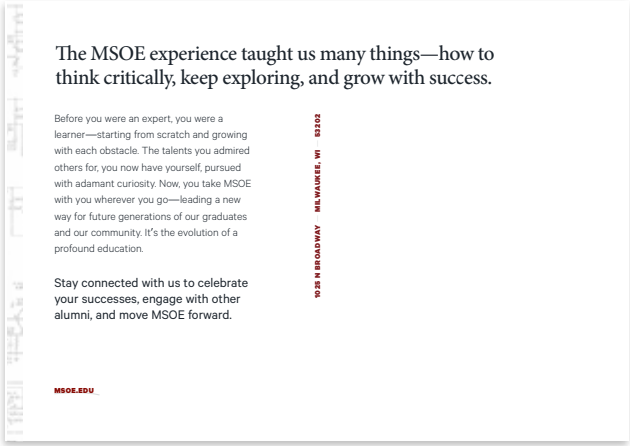 The MSOE experience taught us many things—how to
think critically, keep exploring, and grow with success.
Before you were an expert, you were a
learner—starting from scratch and growing
with each obstacle. The talents you admired
others for, you now have yourself, pursued
with adamant curiosity. Now, you take MSOE
with you wherever you go—leading a new
way for future generations of our graduates
and our community. It's the evolution of a
profound education.
Stay connected with us to celebrate
your successes, engage with other
alumni, and move MSOE forward.
MSOE.EDU
1025 N BROADWAY MILWAUKEE, WI 53202